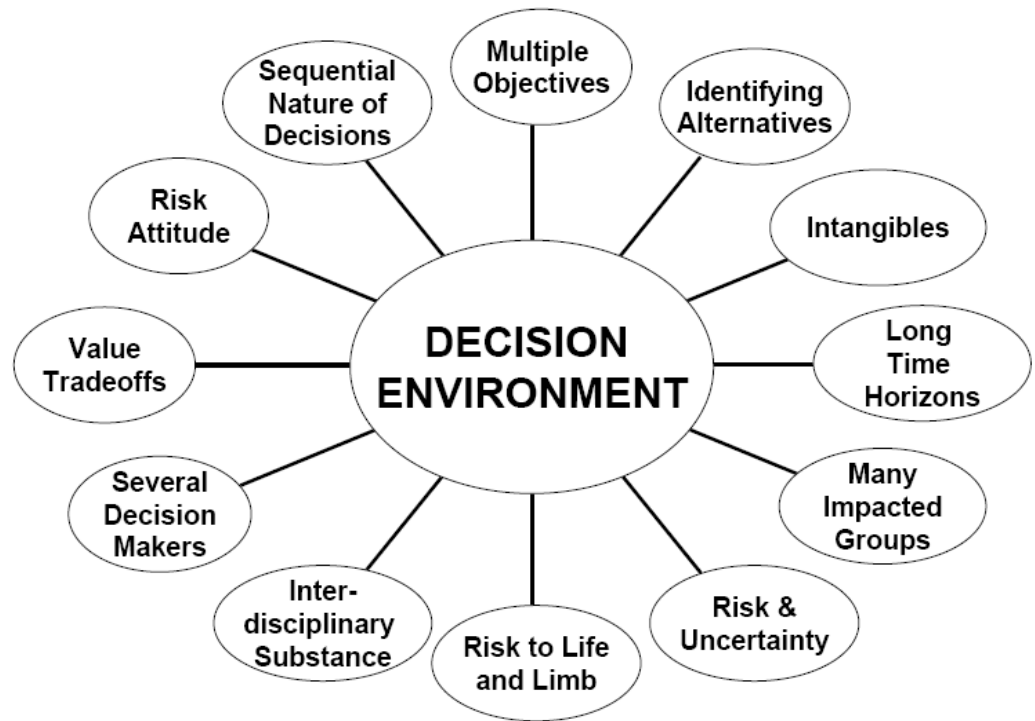 DECISION
ENVIRONMENT
Multiple
Objectives
Identifying
Alternatives
Intangibles
Long
Time
Horizons
Many
Impacted
Groups
Risk &
Uncertainty
Risk to Life
and Limb
Inter-
disciplinary
Substance
Several
Decision
Makers
Value
Tradeoffs
Risk
Attitude
Sequential
Nature of
Decisions